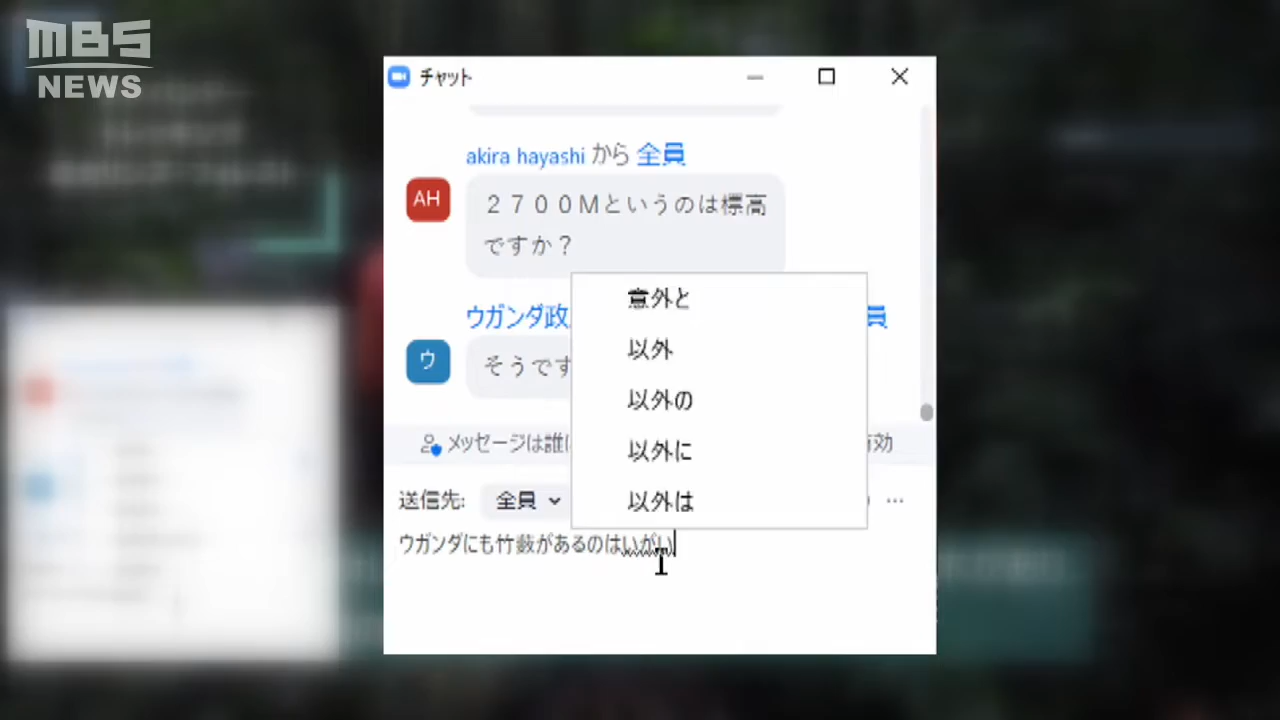 MBS
NEWS
チャット
akira hayashi から 全員
AH
２７００Ｍというのは標高
ですか？
ウガンダ政
員
ウ
そうです
意外と
以外
以外の
以外に
以外は
メッセージは誰に
有効
送信先: 全員
ウガンダにも竹薮があるのはいがい